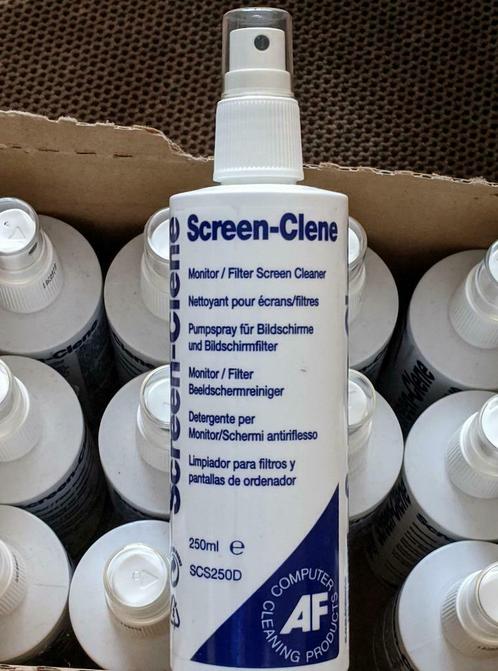 Screen-Clene
Monitor / Filter Screen Cleaner
Nettoyant pour écrans/filtres
Pumpspray für Bildschirme
und Bildschirmfilter
Monitor / Filter
Beeldschermreiniger
Detergente per
Monitor/Schermi antiriflesso
Limpiador para filtros y
pantallas de ordenador
250ml e
SCS250D
COMPUTER
CLEANING PRODUCTS
AF
Screen-Clene